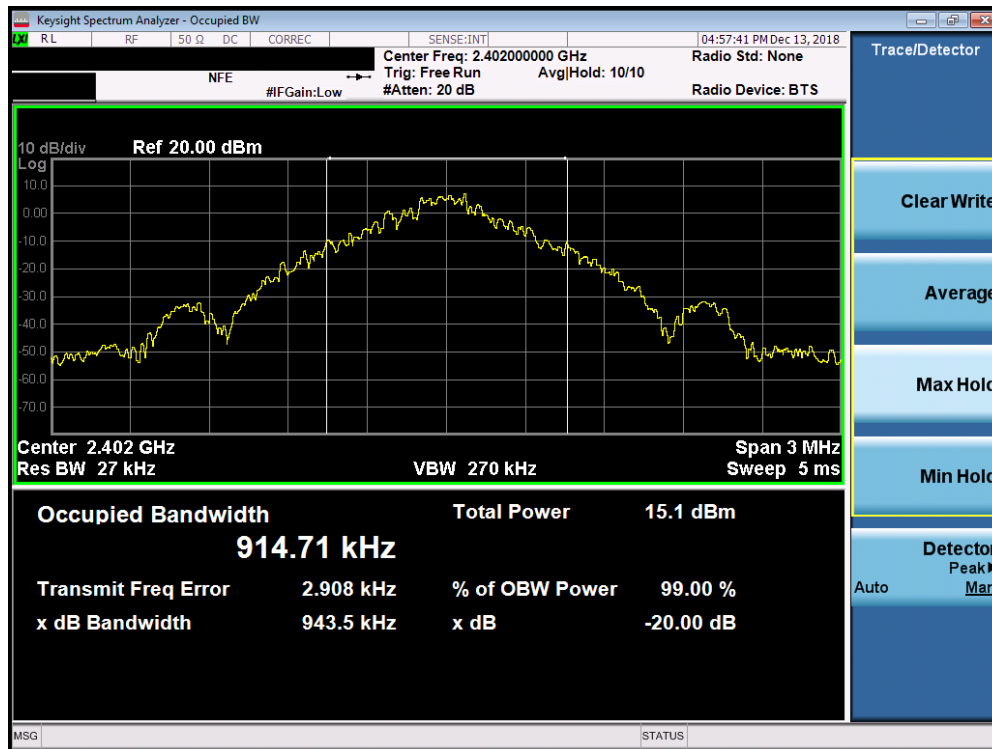 Keysight Spectrum Analyzer - Occupied BW
LXI RL RF 50 Ω DC CORREC SENSE:INT 04:57:41 PM Dec 13, 2018
Center Freq: 2.402000000 GHz Radio Std: None
NFE Trig: Free Run Avg|Hold: 10/10
#IFGain:Low #Atten: 20 dB Radio Device: BTS
10 dB/div Ref 20.00 dBm
Log
10.0
0.00
-10.0
-20.0
-30.0
-40.0
-50.0
-60.0
-70.0
Center 2.402 GHz Span 3 MHz
Res BW 27 kHz VBW 270 kHz Sweep 5 ms
Occupied Bandwidth Total Power 15.1 dBm
914.71 kHz
Transmit Freq Error 2.908 kHz % of OBW Power 99.00 %
x dB Bandwidth 943.5 kHz x dB -20.00 dB
MSG STATUS
Trace/Detector
Clear Write
Average
Max Hold
Min Hold
Detector
Peak
Auto Man